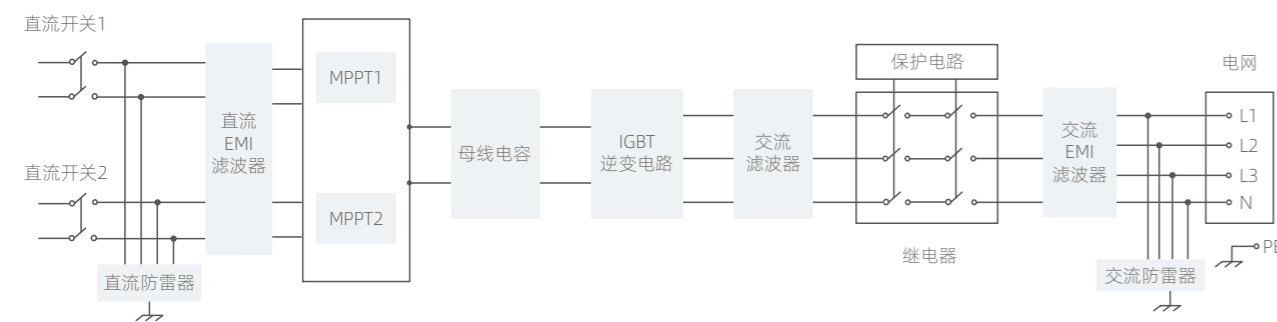 直流开关1
直流开关2
直流防雷器
直流
EMI
滤波器
MPPT1
MPPT2
母线电容
IGBT
逆变电路
交流
滤波器
保护电路
继电器
交流
EMI
滤波器
交流防雷器
电网
L1
L2
L3
N
PE